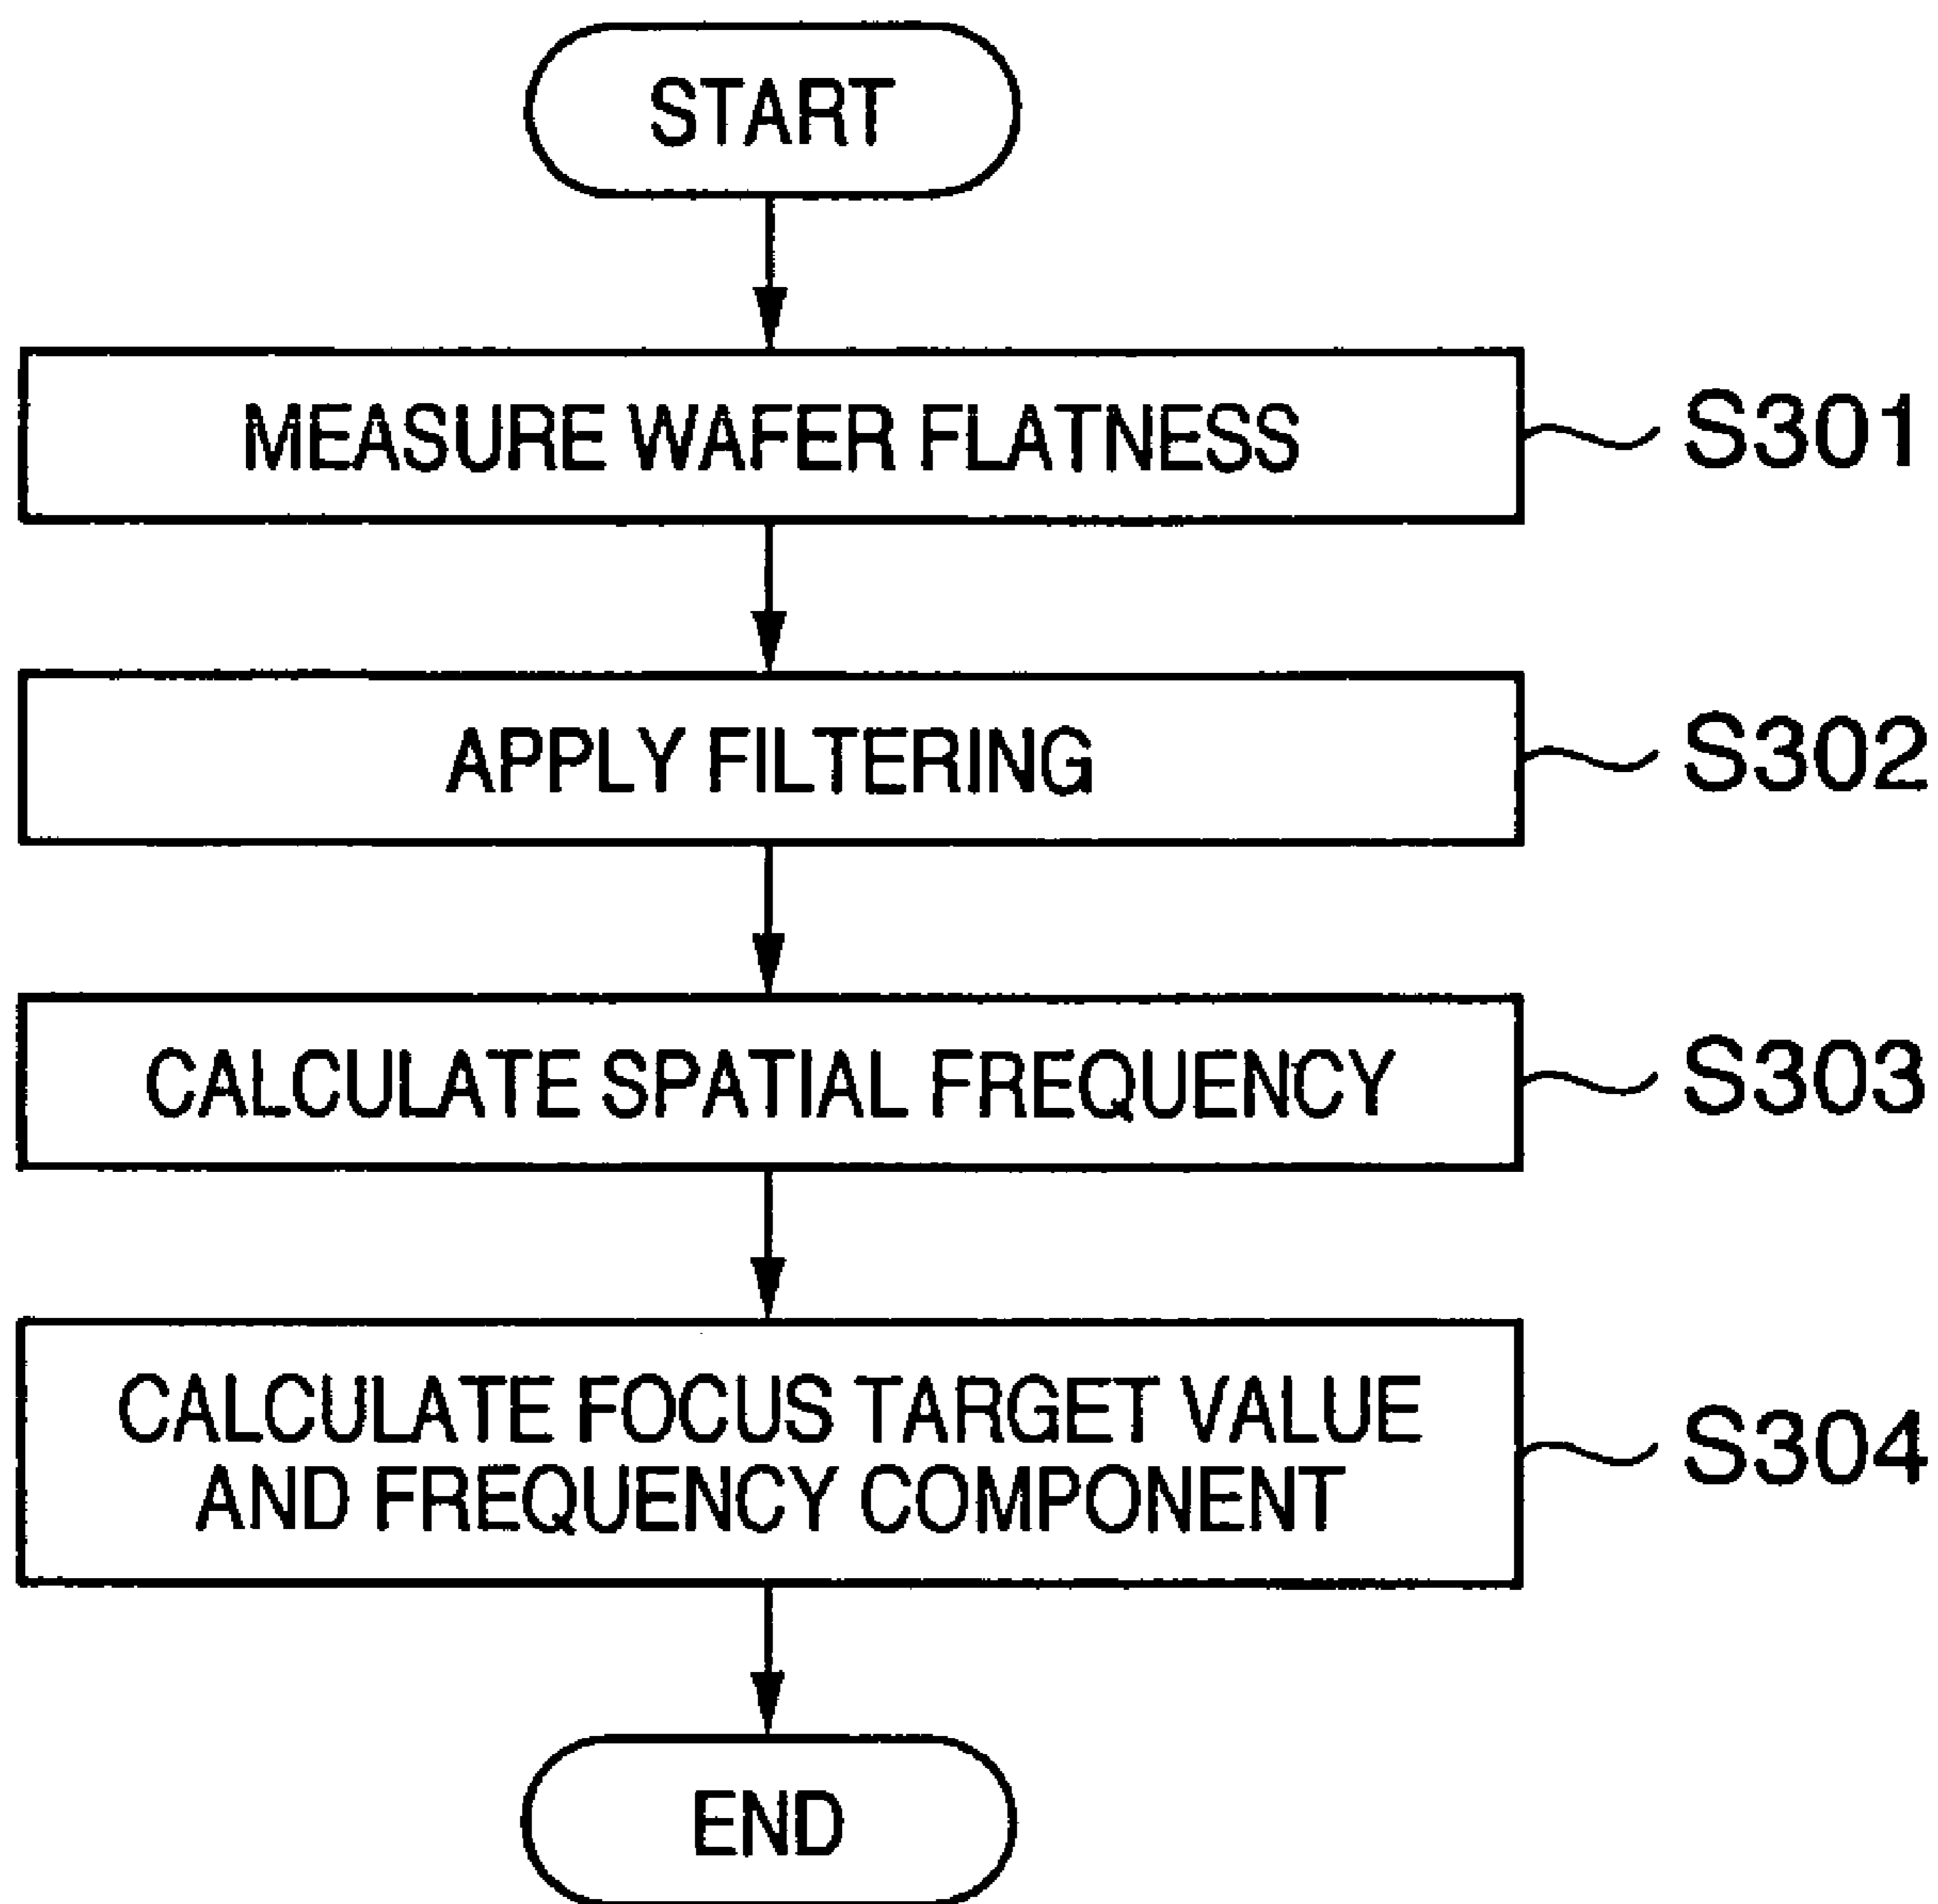 START
MEASURE WAFER FLATNESS
S301
APPLY FILTERING
S302
CALCULATE SPATIAL FREQUENCY
S303
CALCULATE FOCUS TARGET VALUE
AND FREQUENCY COMPONENT
S304
END